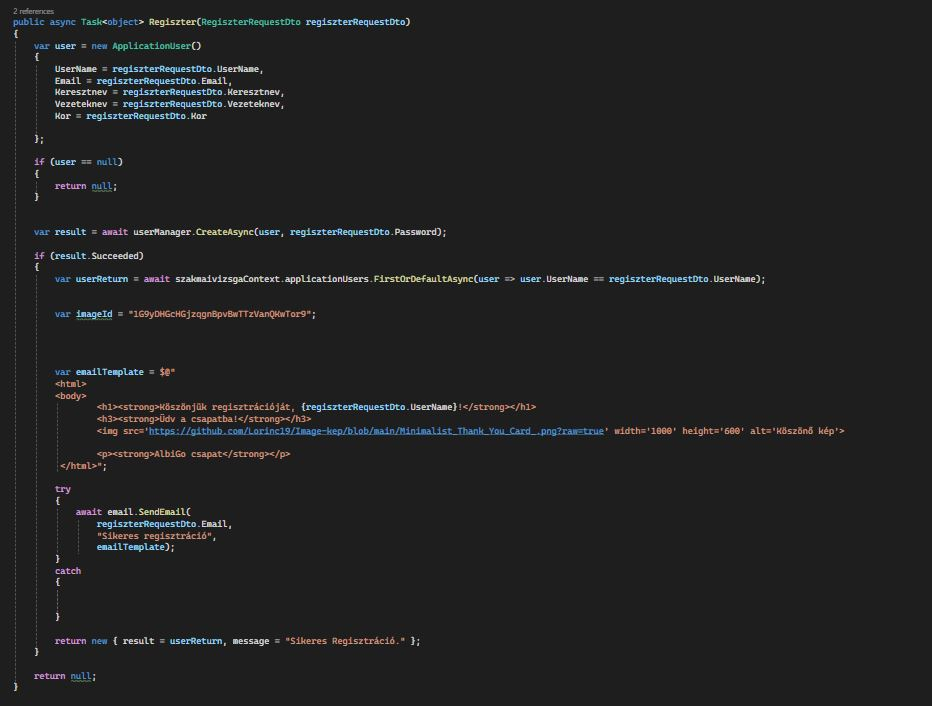 2 references
public async Task<object> Regiszter(RegiszterRequestDto regiszterRequestDto)
{
var user = new ApplicationUser()
{
UserName = regiszterRequestDto.UserName,
Email = regiszterRequestDto.Email,
Keresztnev = regiszterRequestDto.Keresztnev,
Vezeteknev = regiszterRequestDto.Vezeteknev,
Kor = regiszterRequestDto.Kor
};
if (user == null)
{
return null;
}
var result = await userManager.CreateAsync(user, regiszterRequestDto.Password);
if (result.Succeeded)
{
var userReturn = await szakmaivizsgaContext.applicationUsers.FirstOrDefaultAsync(user => user.UserName == regiszterRequestDto.UserName);
var imageId = "1G9yDHGcHGjzqgnBpvBwTTzVanQKwTor9";
var emailTemplate = $@"
<html>
<body>
<h1><strong>Köszönjük regisztrációját, {regiszterRequestDto.UserName}!</strong></h1>
<h3><strong>Üdv a csapatba!</strong></h3>
<img src='https://github.com/Lorinc19/Image-kep/blob/main/Minimalist_Thank_You_Card_.png?raw=true' width='1000' height='600' alt='Köszönő kép'>
<p><strong>AlbiGo csapat</strong></p>
</html>";
try
{
await email.SendEmail(
regiszterRequestDto.Email,
"Sikeres regisztráció",
emailTemplate);
}
catch
{
}
return new { result = userReturn, message = "Sikeres Regisztráció." };
}
return null;
}